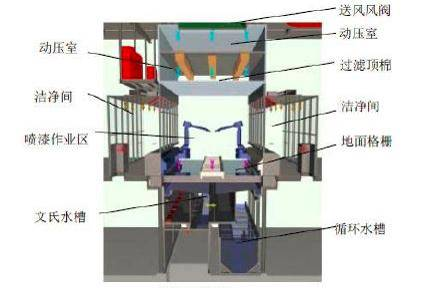 送风风阀
动压室
动压室
过滤顶棉
洁净间
洁净间
喷漆作业区
地面格栅
文氏水槽
循环水槽